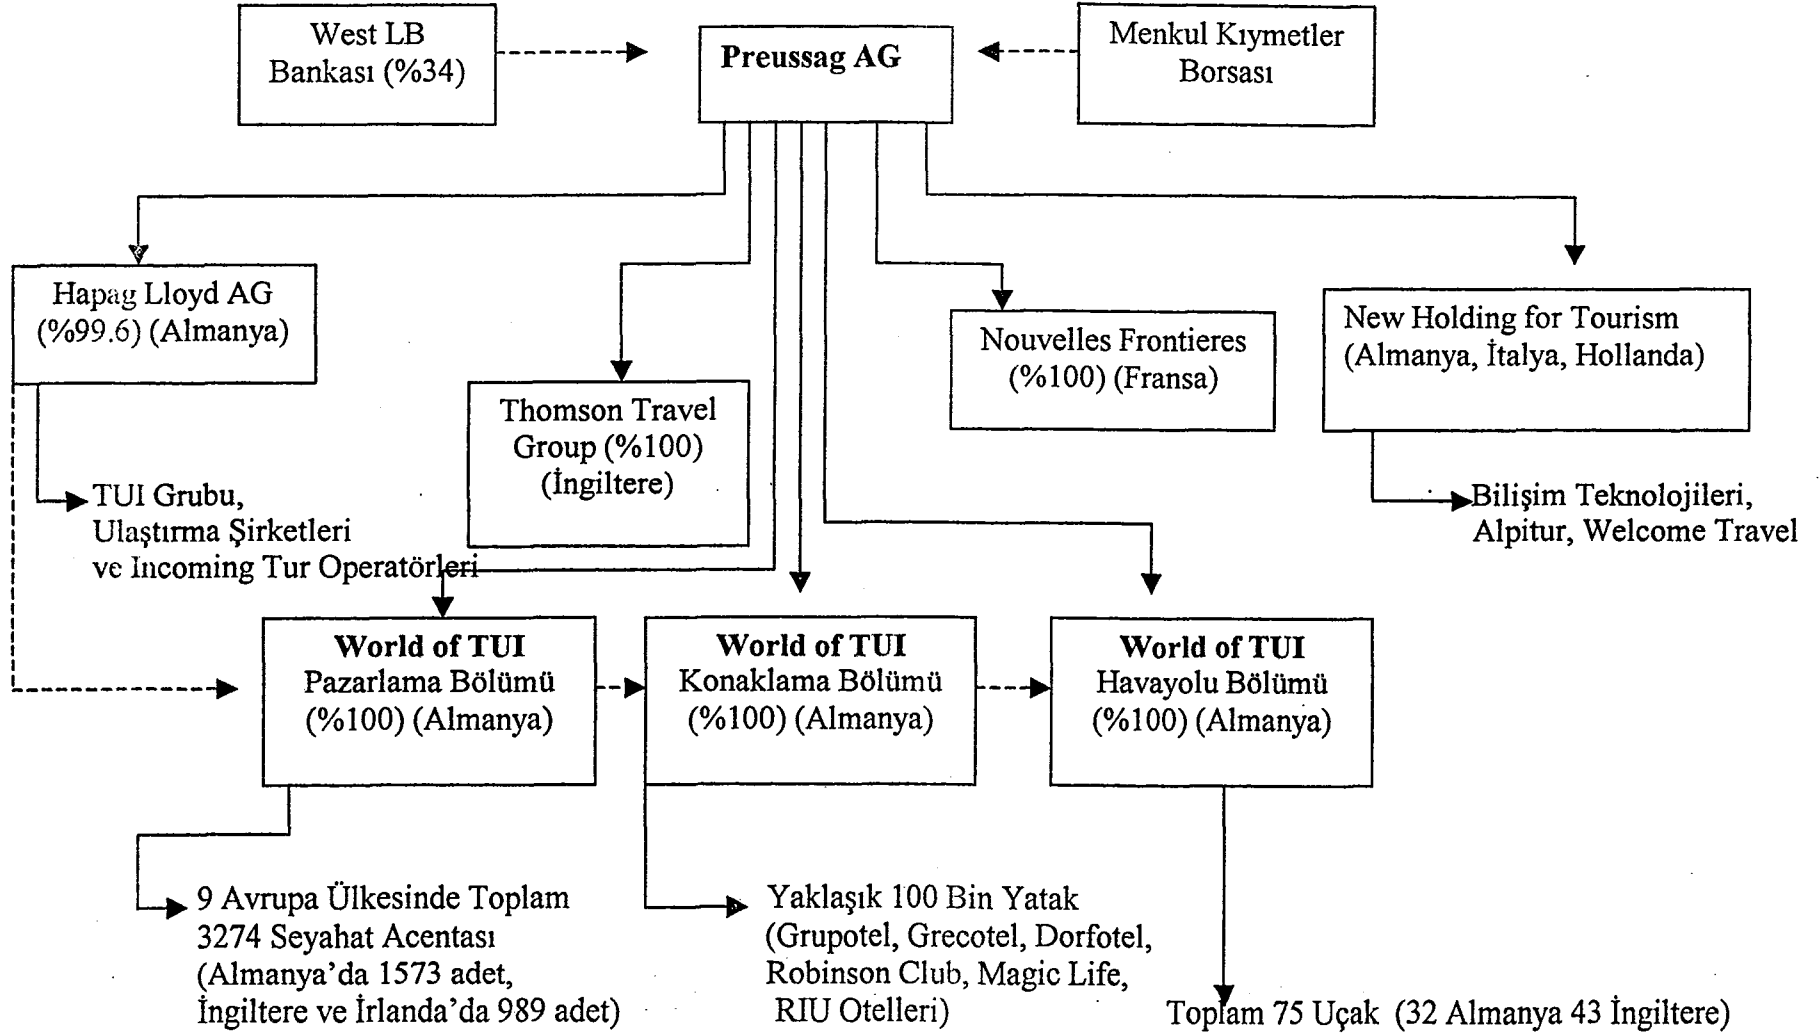 West LB
Bankası (%34)
Preussag AG
Menkul Kıymetler
Borsası
Hapag Lloyd AG
(%99.6) (Almanya)
Thomson Travel
Group (%100)
(İngiltere)
Nouvelles Frontieres
(%100) (Fransa)
New Holding for Tourism
(Almanya, İtalya, Hollanda)
TUI Grubu,
Ulaştırma Şirketleri
ve Incoming Tur Operatörleri
Bilişim Teknolojileri,
Alpitur, Welcome Travel
World of TUI
Pazarlama Bölümü
(%100) (Almanya)
World of TUI
Konaklama Bölümü
(%100) (Almanya)
World of TUI
Havayolu Bölümü
(%100) (Almanya)
9 Avrupa Ülkesinde Toplam
3274 Seyahat Acentası
(Almanya’da 1573 adet,
İngiltere ve İrlanda’da 989 adet)
Yaklaşık 100 Bin Yatak
(Grupotel, Grecotel, Dorfotel,
Robinson Club, Magic Life,
RIU Otelleri)
Toplam 75 Uçak (32 Almanya 43 İngiltere)